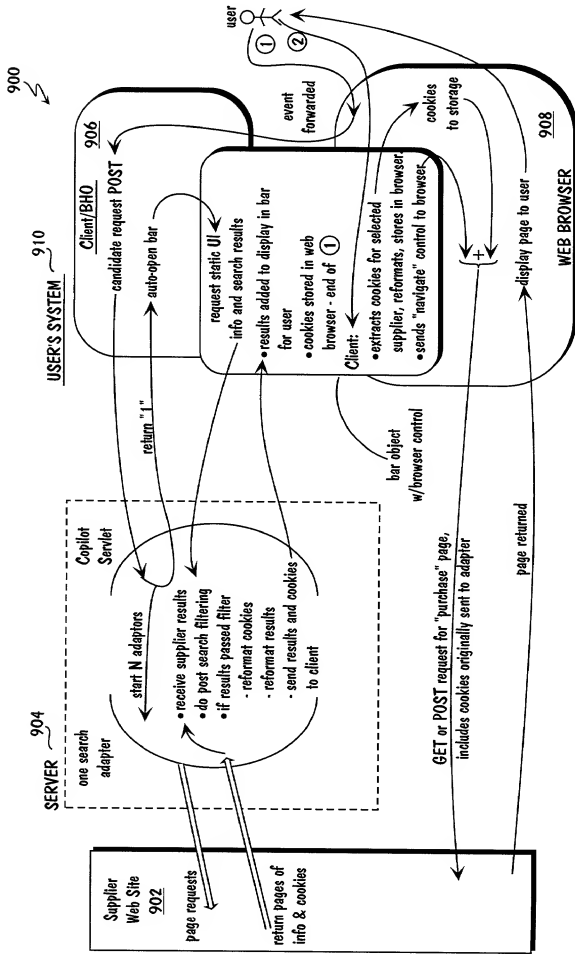 900
USER'S SYSTEM 910
Client/BHO 906
candidate request POST
auto-open bar
event
forwarded
user
1
2
request static UI
info and search results
• results added to display in bar
for user
• cookies stored in web
browser - end of 1
Client:
• extracts cookies for selected
supplier, reformats, stores in browser.
• sends "navigate" control to browser
cookies
to storage
+
display page to user
908
WEB BROWSER
return "1"
bar object
w/browser control
SERVER 904
Copilot
Servlet
one search
adapter
start N adaptors
• receive supplier results
• do post search filtering
• if results passed filter
- reformat cookies
- reformat results
- send results and cookies
to client
GET or POST request for "purchase" page,
includes cookies originally sent to adapter
page returned
Supplier
Web Site
902
page requests
return pages of
info & cookies